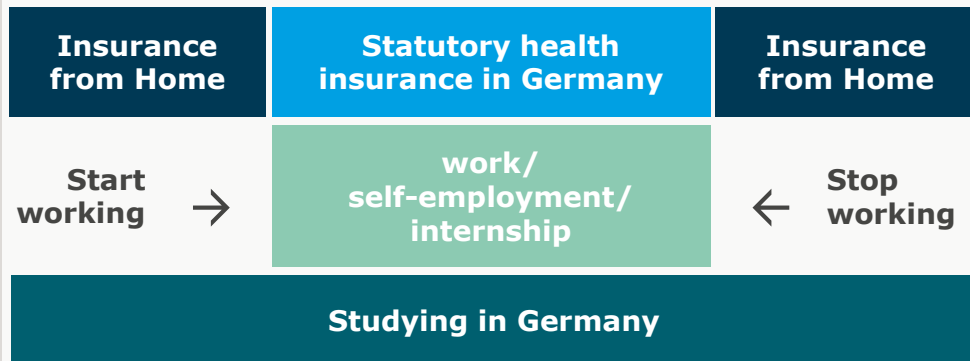 Insurance
from Home
Statutory health
insurance in Germany
Insurance
from Home
Start
working →
work/
self-employment/
internship
← Stop
working
Studying in Germany